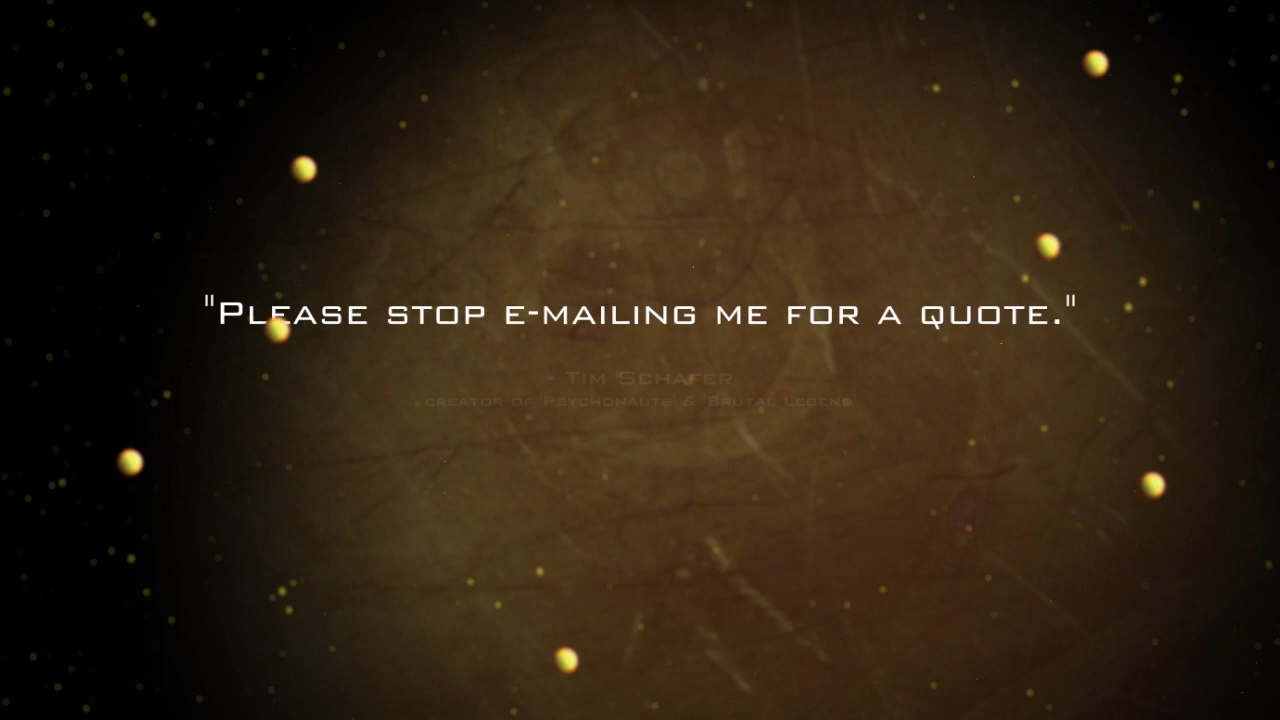 "Please stop e-mailing me for a quote."
- Tim Schafer
creator of 'Psychonauts' & 'Brutal Legend'